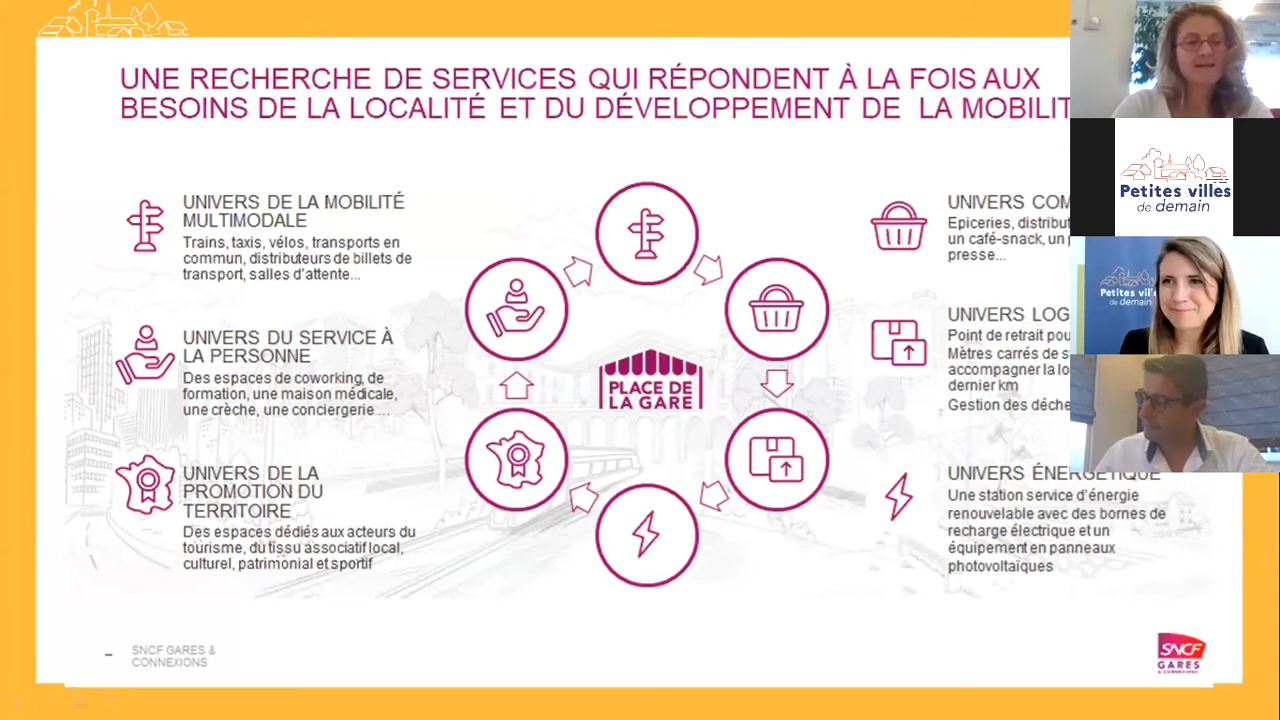 UNE RECHERCHE DE SERVICES QUI RÉPONDENT À LA FOIS AUX
BESOINS DE LA LOCALITÉ ET DU DÉVELOPPEMENT DE LA MOBILIT
UNIVERS DE LA MOBILITÉ
MULTIMODALE
Trains, taxis, vélos, transports en
commun, distributeurs de billets de
transport, salles d'attente...
UNIVERS DU SERVICE À
LA PERSONNE
Des espaces de coworking, de
formation, une maison médicale,
une crèche, une conciergerie ...
UNIVERS DE LA
PROMOTION DU
TERRITOIRE
Des espaces dédiés aux acteurs du
tourisme, du tissu associatif local,
culturel, patrimonial et sportif
PLACE DE
LA GARE
UNIVERS COM
Epiceries, distribut
un café-snack, un
presse...
UNIVERS LOG
Point de retrait pou
Mètres carrés de s
accompagner la lo
dernier km
Gestion des déche
UNIVERS ÉNERGÉTIQUE
Une station service d'énergie
renouvelable avec des bornes de
recharge électrique et un
équipement en panneaux
photovoltaïques
Petites villes
de demain
Petites vil
de demain
SNCF GARES &
CONNEXIONS
SNCF
GARES
& CONNEXIONS